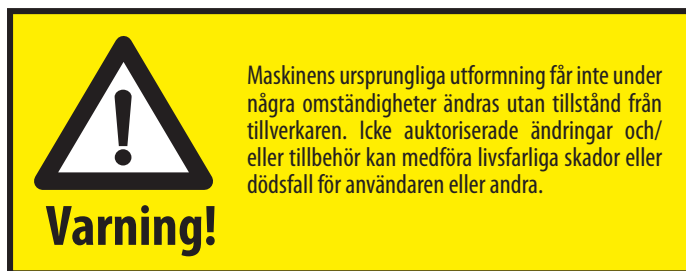 Maskinens ursprungliga utformning får inte under
några omständigheter ändras utan tillstånd från
tillverkaren. Icke auktoriserade ändringar och/
eller tillbehör kan medföra livsfarliga skador eller
dödsfall för användaren eller andra.
Varning!